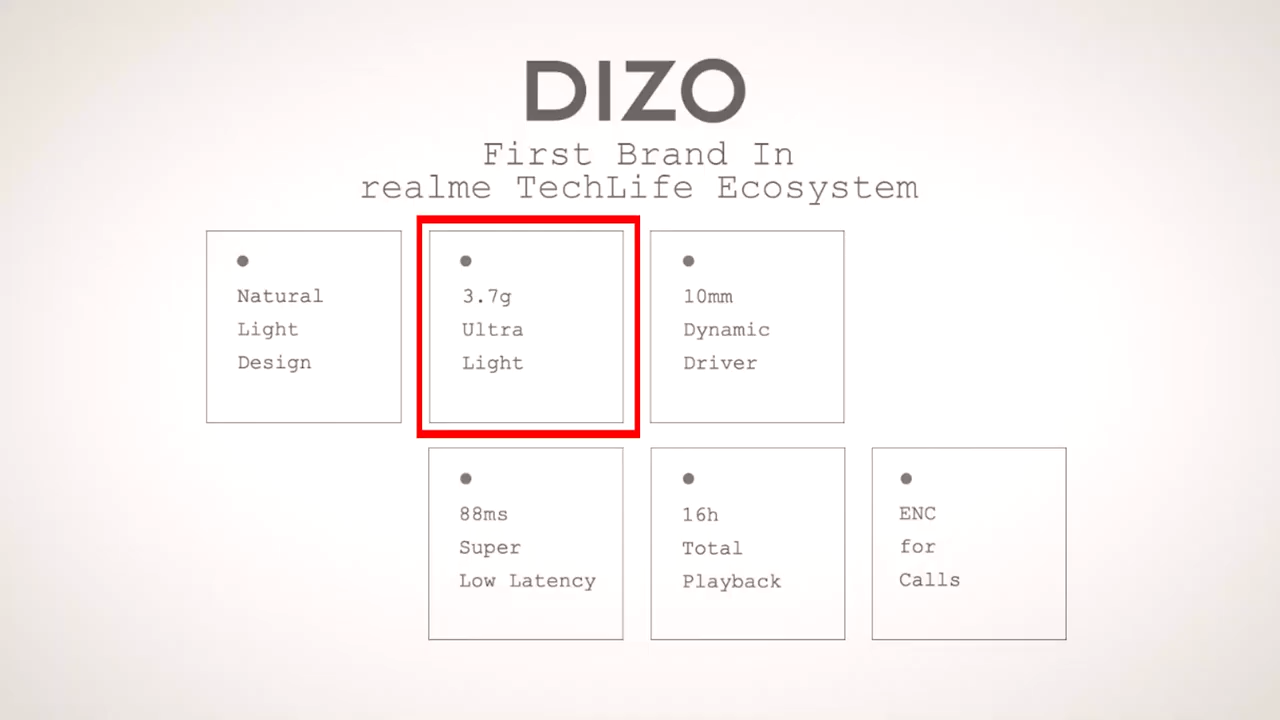 DIZO
First Brand In
realme TechLife Ecosystem
Natural
Light
Design
3.7g
Ultra
Light
10mm
Dynamic
Driver
88ms
Super
Low Latency
16h
Total
Playback
ENC
for
Calls